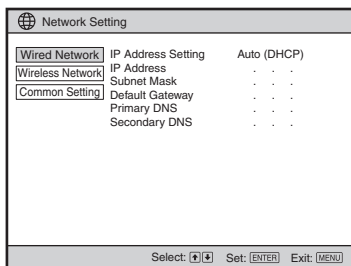 Network Setting
Wired Network
Wireless Network
Common Setting
IP Address Setting Auto (DHCP)
IP Address . . .
Subnet Mask . . .
Default Gateway . . .
Primary DNS . . .
Secondary DNS . . .
Select: ↑ ↓ Set: ENTER Exit: MENU